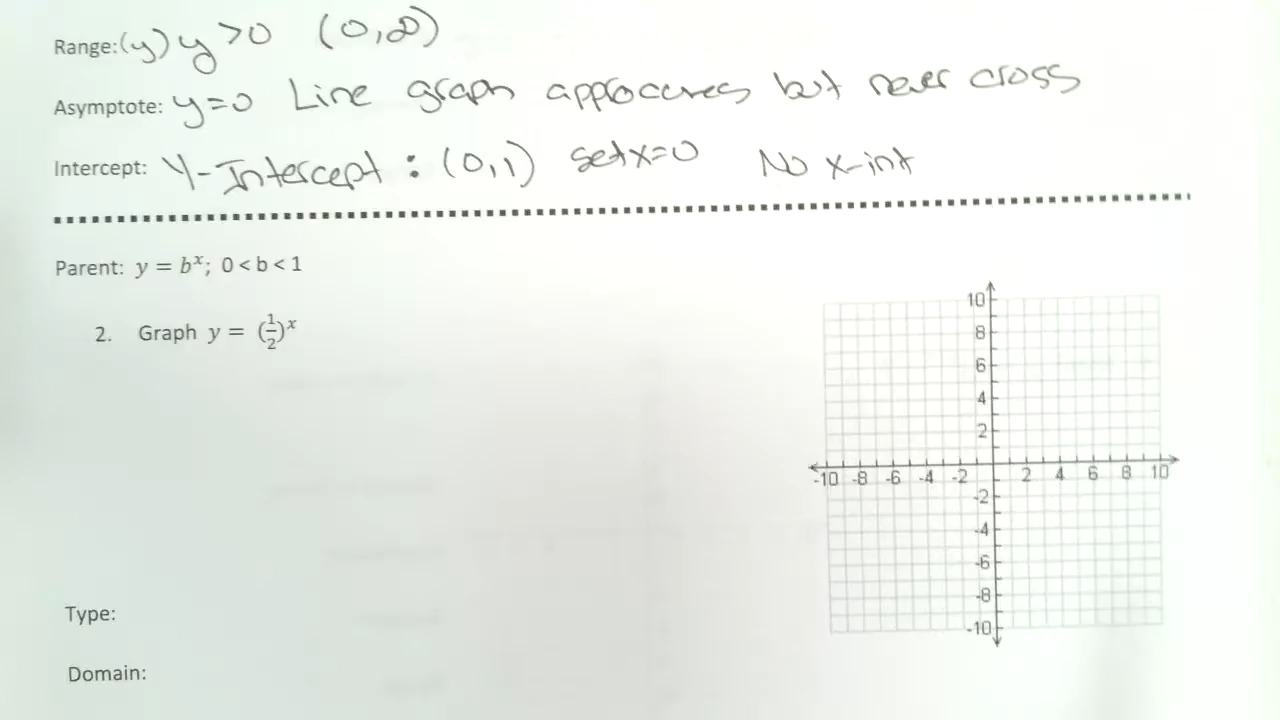 Range: (y) y > 0 (0, ∞)
Asymptote: y = 0 Line graph approaches but never cross
Intercept: Y-Intercept : (0, 1) set x = 0 No x-int
Parent: y = bˣ; 0 < b < 1
2. Graph y = (1/2)ˣ
10
8
6
4
2
-10 -8 -6 -4 -2 2 4 6 8 10
-2
-4
-6
-8
-10
Type:
Domain: